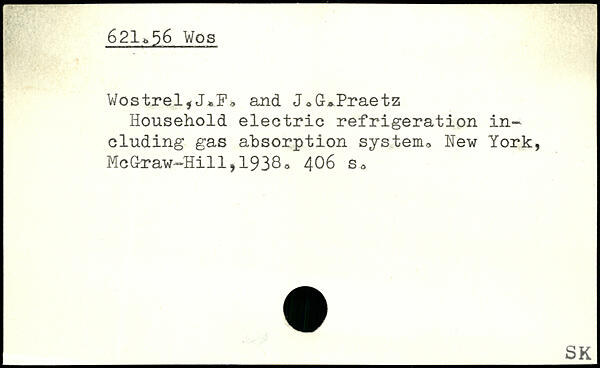 621.56 Wos
Wostrel,J.F. and J.G.Praetz
Household electric refrigeration in-
cluding gas absorption system. New York,
McGraw-Hill,1938. 406 s.
SK